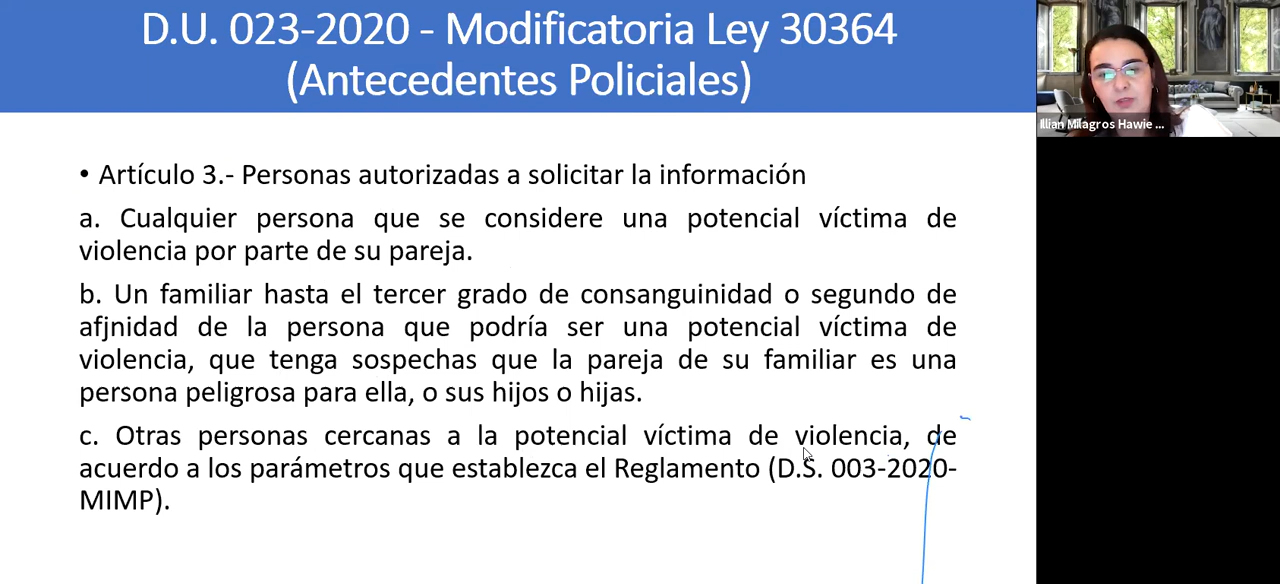 D.U. 023-2020 - Modificatoria Ley 30364
(Antecedentes Policiales)
• Artículo 3.- Personas autorizadas a solicitar la información
a. Cualquier persona que se considere una potencial víctima de
violencia por parte de su pareja.
b. Un familiar hasta el tercer grado de consanguinidad o segundo de
afjnidad de la persona que podría ser una potencial víctima de
violencia, que tenga sospechas que la pareja de su familiar es una
persona peligrosa para ella, o sus hijos o hijas.
c. Otras personas cercanas a la potencial víctima de violencia, de
acuerdo a los parámetros que establezca el Reglamento (D.S. 003-2020-
MIMP).
Milagros Hawie ...